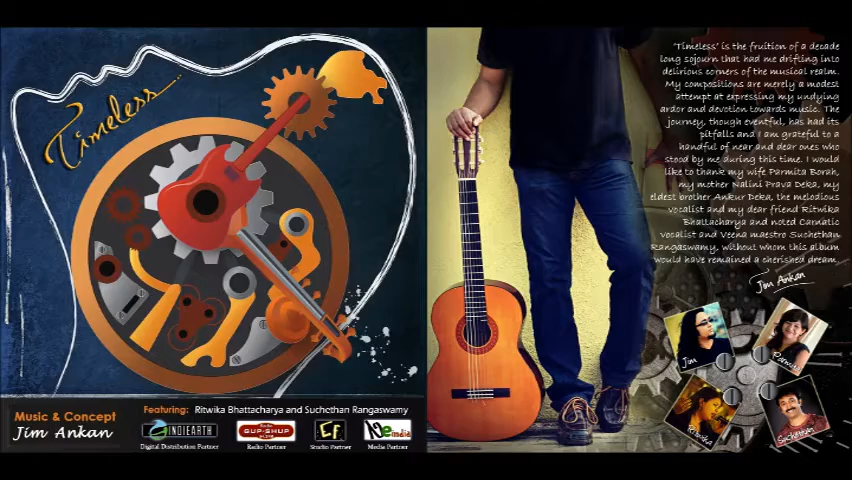 Timeless
Music & Concept
Jim Ankan
Featuring: Ritwika Bhattacharya and Suchethan Rangaswamy
INDIEARTH
Digital Distribution Partner
Radio
GUP-SHUP
Radio Partner
CF
Studio Partner
Media Partner
'Timeless' is the fruition of a decade
long sojourn that had me drifting into
delirious corners of the musical realm.
My compositions are merely a modest
attempt at expressing my undying
ardor and devotion towards music. The
journey, though eventful, has had its
pitfalls and I am grateful to a
handful of near and dear ones who
stood by me during this time. I would
like to thank my wife Parmita Borah,
my mother Nalini Prava Deka, my
eldest brother Ankur Deka, the melodious
vocalist and my dear friend Ritwika
Bhattacharya and noted Carnatic
vocalist and Veena maestro Suchethan
Rangaswamy, without whom this album
would have remained a cherished dream.
Jim Ankan
Jim
Ritwika
Suchethan